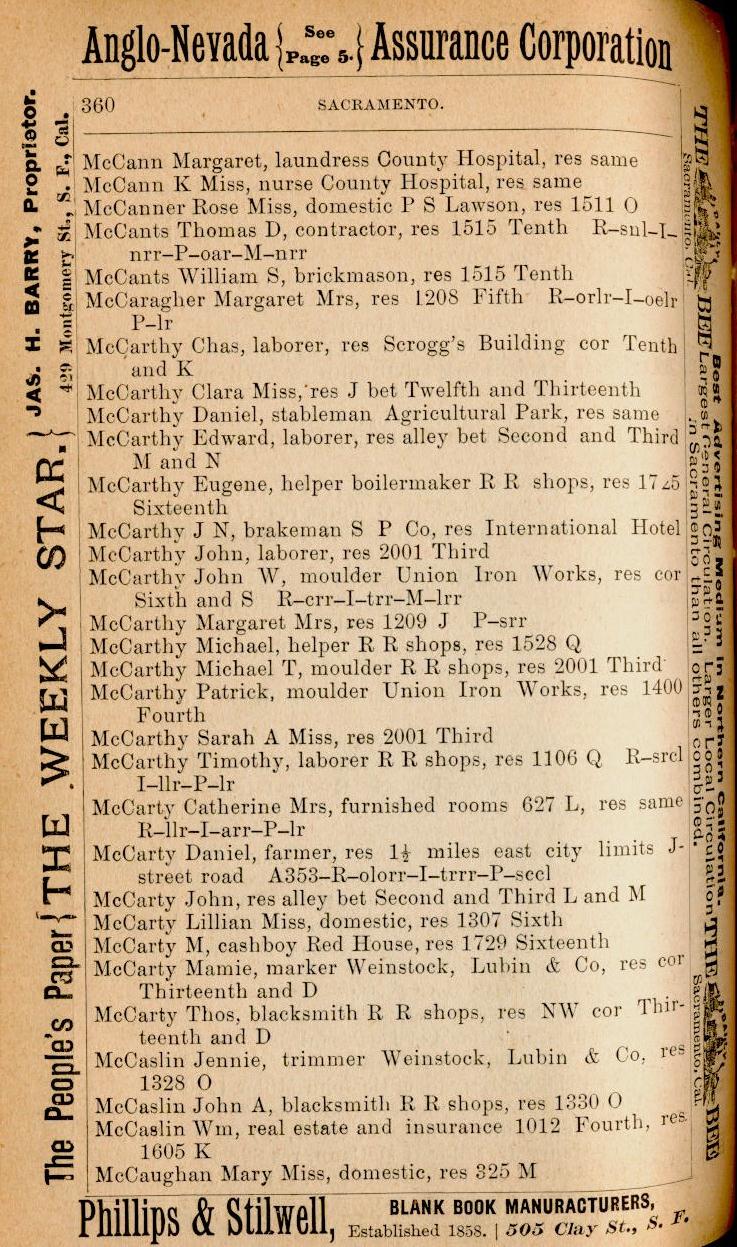 Anglo-Nevada { See Page 5. } Assurance Corporation
360 SACRAMENTO.
McCann Margaret, laundress County Hospital, res same
McCann K Miss, nurse County Hospital, res same
McCanner Rose Miss, domestic P S Lawson, res 1511 O
McCants Thomas D, contractor, res 1515 Tenth R–snl–I–
nrr–P–oar–M–nrr
McCants William S, brickmason, res 1515 Tenth
McCaragher Margaret Mrs, res 1208 Fifth R–orlr–I–oelr
P–lr
McCarthy Chas, laborer, res Scrogg's Building cor Tenth
and K
McCarthy Clara Miss, res J bet Twelfth and Thirteenth
McCarthy Daniel, stableman Agricultural Park, res same
McCarthy Edward, laborer, res alley bet Second and Third
M and N
McCarthy Eugene, helper boilermaker R R shops, res 1725
Sixteenth
McCarthy J N, brakeman S P Co, res International Hotel
McCarthy John, laborer, res 2001 Third
McCarthy John W, moulder Union Iron Works, res cor
Sixth and S R–crr–I–trr–M–lrr
McCarthy Margaret Mrs, res 1209 J P–srr
McCarthy Michael, helper R R shops, res 1528 Q
McCarthy Michael T, moulder R R shops, res 2001 Third
McCarthy Patrick, moulder Union Iron Works, res 1400
Fourth
McCarthy Sarah A Miss, res 2001 Third
McCarthy Timothy, laborer R R shops, res 1106 Q R–srcl
I–llr–P–lr
McCarty Catherine Mrs, furnished rooms 627 L, res same
R–llr–I–arr–P–lr
McCarty Daniel, farmer, res 1½ miles east city limits J-
street road A353–R–olorr–I–trrr–P–sccl
McCarty John, res alley bet Second and Third L and M
McCarty Lillian Miss, domestic, res 1307 Sixth
McCarty M, cashboy Red House, res 1729 Sixteenth
McCarty Mamie, marker Weinstock, Lubin & Co, res cor
Thirteenth and D
McCarty Thos, blacksmith R R shops, res NW cor Thir-
teenth and D
McCaslin Jennie, trimmer Weinstock, Lubin & Co, res
1328 O
McCaslin John A, blacksmith R R shops, res 1330 O
McCaslin Wm, real estate and insurance 1012 Fourth, res
1605 K
McCaughan Mary Miss, domestic, res 325 M
Phillips & Stilwell, BLANK BOOK MANURACTURERS,
Established 1858. | 505 Clay St., S. F.
The People's Paper { THE WEEKLY STAR. } JAS. H. BARRY, Proprietor.
429 Montgomery St., S. F., Cal.
THE DAILY BEE
Sacramento, Cal.
Best Advertising Medium in Northern California.
Largest General Circulation. Larger Local Circulation
in Sacramento than all others combined.
THE DAILY BEE
Sacramento, Cal.